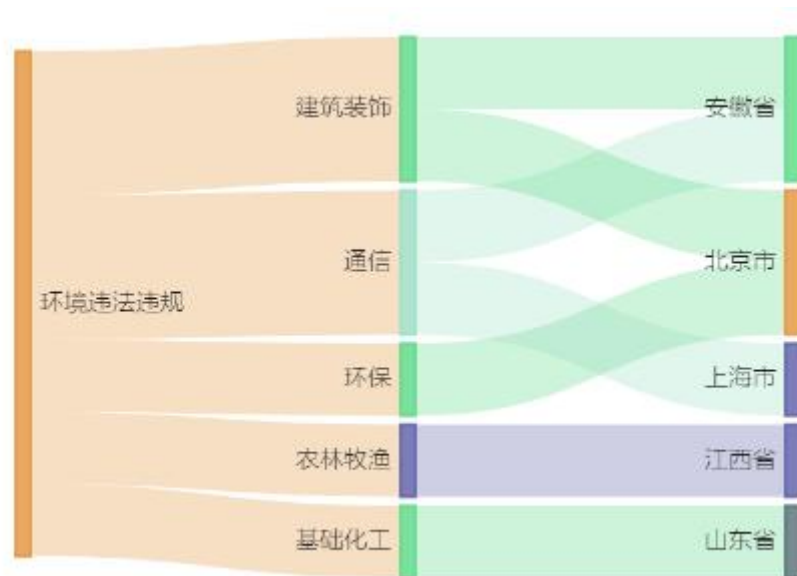 建筑装饰
安徽省
通信
北京市
环境违法违规
环保
上海市
农林牧渔
江西省
基础化工
山东省